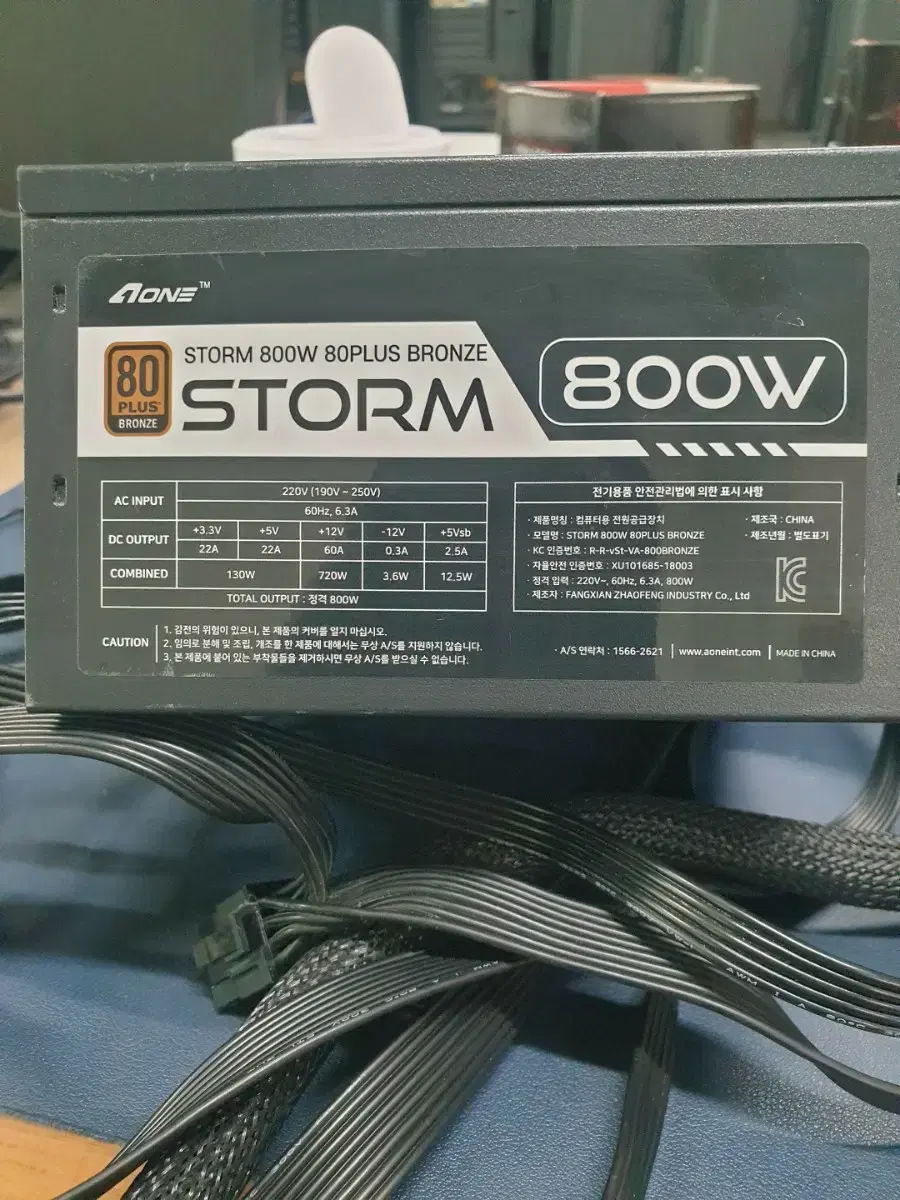 AONE™
80 PLUS BRONZE
STORM 800W 80PLUS BRONZE
STORM
800W
AC INPUT
220V (190V ~ 250V)
60Hz, 6.3A
DC OUTPUT
+3.3V +5V +12V -12V +5Vsb
22A 22A 60A 0.3A 2.5A
COMBINED 130W 720W 3.6W 12.5W
TOTAL OUTPUT : 정격 800W
전기용품 안전관리법에 의한 표시 사항
· 제품명칭 : 컴퓨터용 전원공급장치 · 제조국 : CHINA
· 모델명 : STORM 800W 80PLUS BRONZE · 제조년월 : 별도표기
· KC 인증번호 : R-R-vSt-VA-800BRONZE
· 자율안전 인증번호 : XU101685-18003
· 정격 입력 : 220V~, 60Hz, 6.3A, 800W
· 제조자 : FANGXIAN ZHAOFENG INDUSTRY Co., Ltd
KC
CAUTION
1. 감전의 위험이 있으니, 본 제품의 커버를 열지 마십시오.
2. 임의로 분해 및 조립, 개조를 한 제품에 대해서는 무상 A/S를 지원하지 않습니다.
3. 본 제품에 붙어 있는 부착물들을 제거하시면 무상 A/S를 받으실 수 없습니다.
· A/S 연락처 : 1566-2621 | www.aoneint.com | MADE IN CHINA
AWM